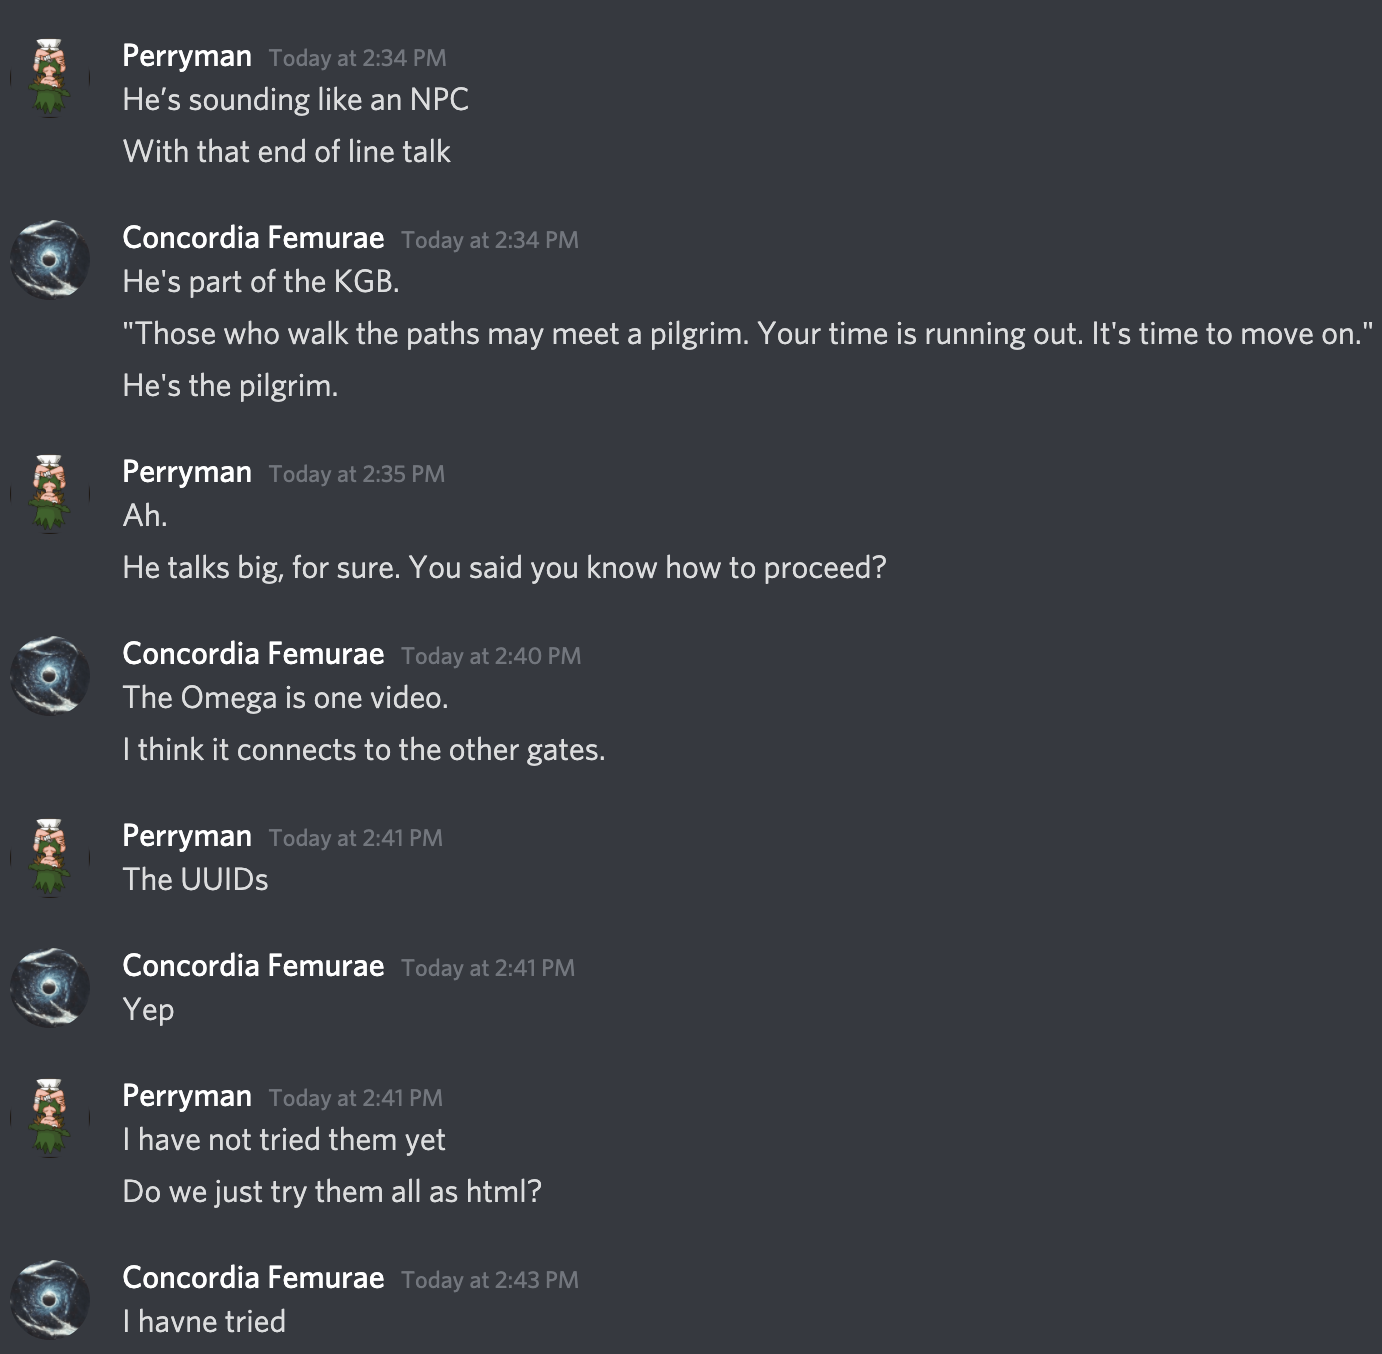 Perryman Today at 2:34 PM
He’s sounding like an NPC
With that end of line talk
Concordia Femurae Today at 2:34 PM
He's part of the KGB.
"Those who walk the paths may meet a pilgrim. Your time is running out. It's time to move on."
He's the pilgrim.
Perryman Today at 2:35 PM
Ah.
He talks big, for sure. You said you know how to proceed?
Concordia Femurae Today at 2:40 PM
The Omega is one video.
I think it connects to the other gates.
Perryman Today at 2:41 PM
The UUIDs
Concordia Femurae Today at 2:41 PM
Yep
Perryman Today at 2:41 PM
I have not tried them yet
Do we just try them all as html?
Concordia Femurae Today at 2:43 PM
I havne tried